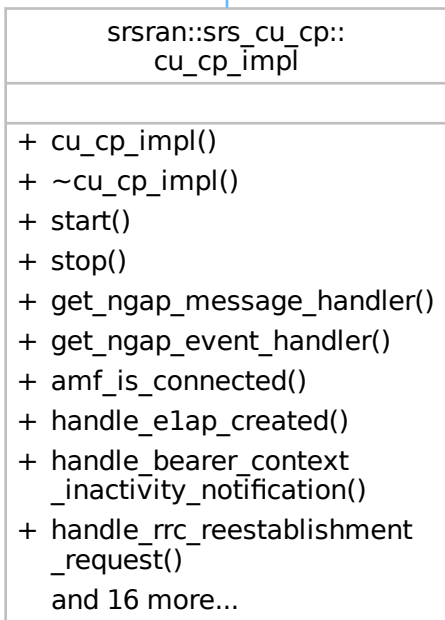 srsran::srs_cu_cp::
cu_cp_impl
+ cu_cp_impl()
+ ~cu_cp_impl()
+ start()
+ stop()
+ get_ngap_message_handler()
+ get_ngap_event_handler()
+ amf_is_connected()
+ handle_e1ap_created()
+ handle_bearer_context
_inactivity_notification()
+ handle_rrc_reestablishment
_request()
and 16 more...